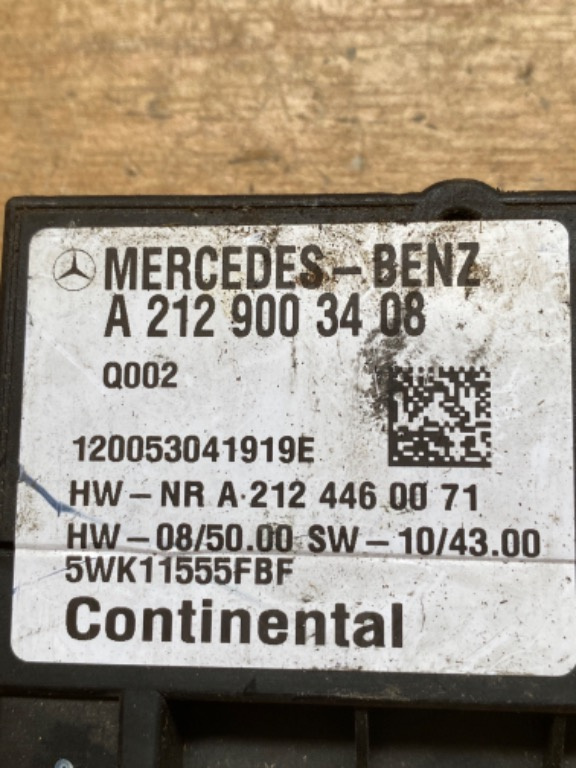 MERCEDES-BENZ
A 212 900 34 08
Q002
120053041919E
HW-NR A 212 446 00 71
HW-08/50.00 SW-10/43.00
5WK11555FBF
Continental